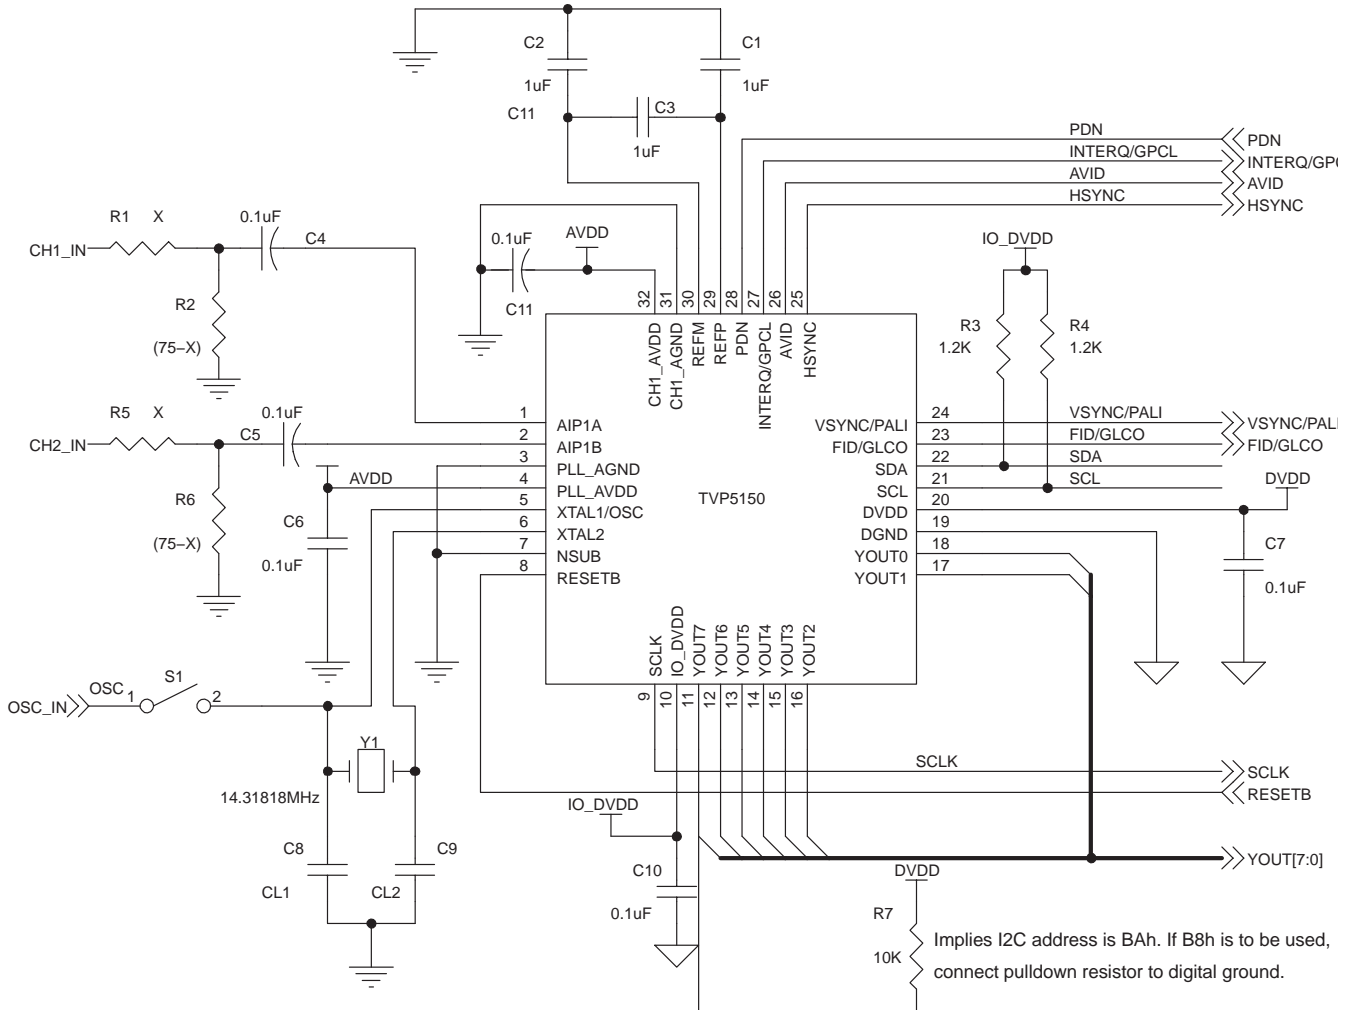 C2
C1
1uF
1uF
C11
C3
1uF
PDN
PDN
INTERQ/GPCL
AVID
AVID
HSYNC
HSYNC
R1 X
0.1uF
CH1_IN
C4
0.1uF
AVDD
IO_DVDD
C11
R2
(75–X)
32
31
30
29
28
27
26
25
CH1_AVDD
CH1_AGND
REFM
REFP
PDN
INTERQ/GPCL
AVID
HSYNC
R3
1.2K
R4
1.2K
R5 X
0.1uF
CH2_IN
C5
R6
(75–X)
AVDD
C6
0.1uF
1 AIP1A
2 AIP1B
3 PLL_AGND
4 PLL_AVDD
5 XTAL1/OSC
6 XTAL2
7 NSUB
8 RESETB
TVP5150
VSYNC/PALI 24 VSYNC/PALI
FID/GLCO 23 FID/GLCO FID/GLCO
SDA 22 SDA
SCL 21 SCL
DVDD 20 DVDD
DGND 19
YOUT0 18
YOUT1 17
C7
0.1uF
SCLK
IO_DVDD
YOUT7
YOUT6
YOUT5
YOUT4
YOUT3
YOUT2
9
10
11
12
13
14
15
16
OSC_IN OSC 1 S1 2
Y1
14.31818MHz
C8
CL1
C9
CL2
SCLK SCLK
RESETB
IO_DVDD
YOUT[7:0]
C10
0.1uF
DVDD
R7
10K
Implies I2C address is BAh. If B8h is to be used,
connect pulldown resistor to digital ground.